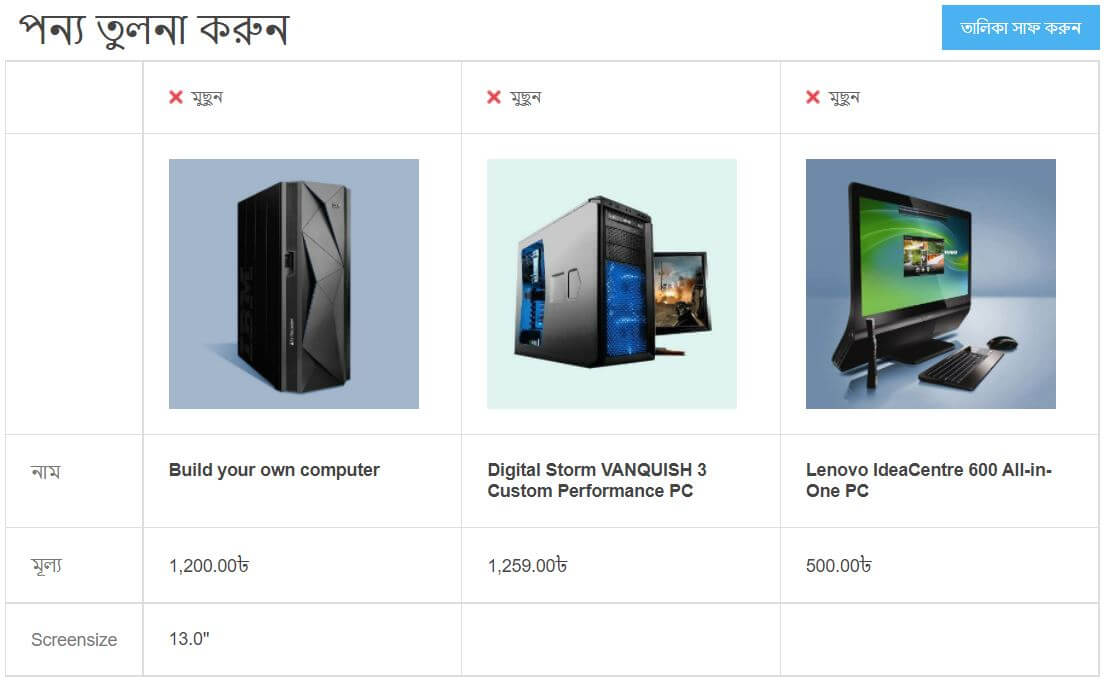 পন্য তুলনা করুন
তালিকা সাফ করুন
মুছুন মুছুন মুছুন
নাম Build your own computer Digital Storm VANQUISH 3 Lenovo IdeaCentre 600 All-in-
Custom Performance PC One PC
মূল্য 1,200.00৳ 1,259.00৳ 500.00৳
Screensize 13.0"